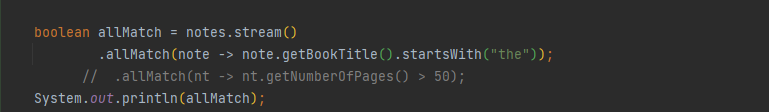 boolean allMatch = notes.stream()
.allMatch(note -> note.getBookTitle().startsWith("the"));
// .allMatch(nt -> nt.getNumberOfPages() > 50);
System.out.println(allMatch);